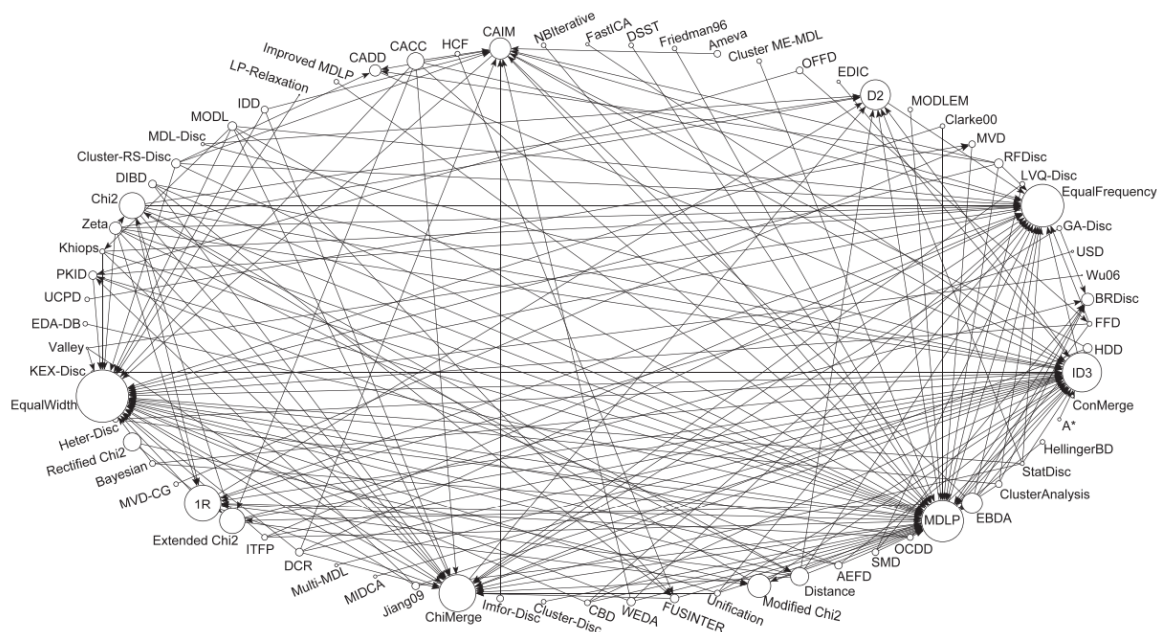 NBIterative
FastICA
DSST
Friedman96
Ameva
Cluster ME-MDL
OFFD
EDIC
D2
MODLEM
Clarke00
MVD
RFDisc
LVQ-Disc
EqualFrequency
GA-Disc
USD
Wu06
BRDisc
FFD
HDD
ID3
ConMerge
A*
HellingerBD
StatDisc
ClusterAnalysis
EBDA
MDLP
OCDD
SMD
AEFD
Distance
Modified Chi2
Unification
FUSINTER
WEDA
CBD
Cluster-Disc
Imfor-Disc
ChiMerge
Jiang09
MIDCA
Multi-MDL
DCR
ITFP
Extended Chi2
1R
MVD-CG
Bayesian
Rectified Chi2
Heter-Disc
EqualWidth
KEX-Disc
Valley
EDA-DB
UCPD
PKID
Khiops
Zeta
Chi2
DIBD
Cluster-RS-Disc
MDL-Disc
MODL
IDD
LP-Relaxation
Improved MDLP
CADD
CACC
HCF
CAIM